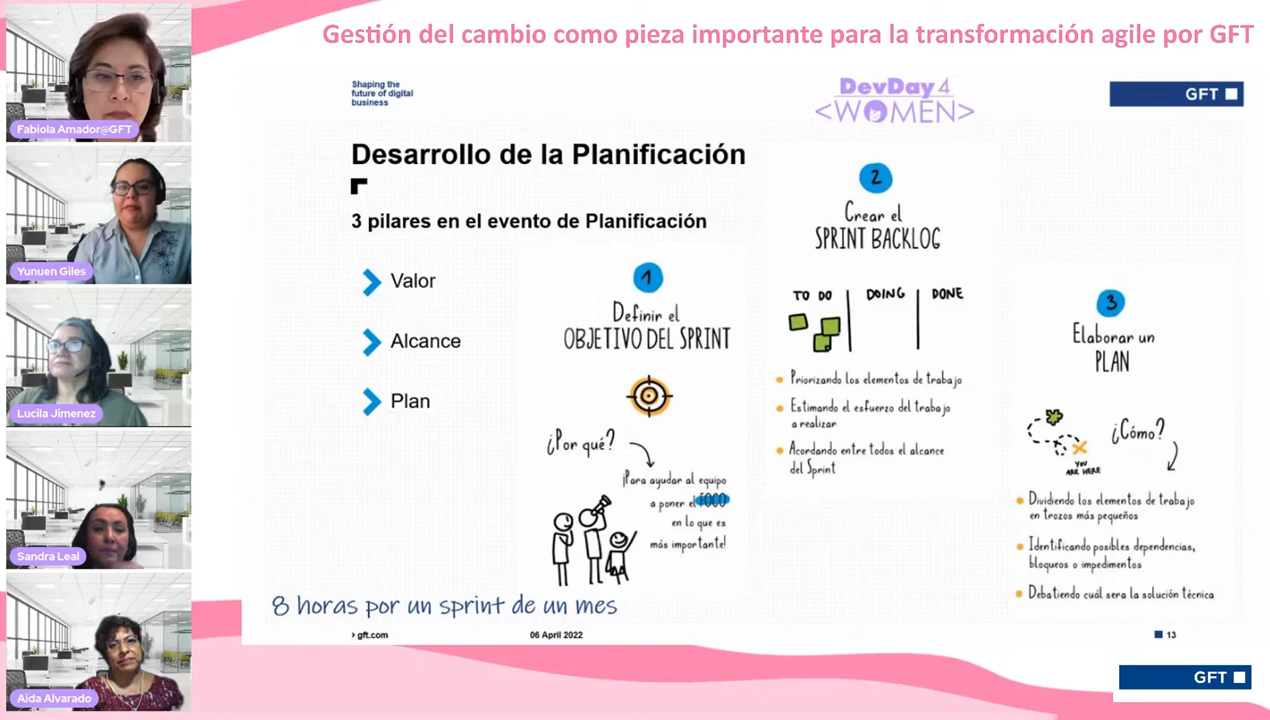 Gestión del cambio como pieza importante para la transformación agile por GFT
Fabiola Amador@GFT
Yunuen Giles
Lucila Jimenez
Sandra Leal
Aida Alvarado
Shaping the
future of digital
business
DevDay4
<WOMEN>
GFT
Desarrollo de la Planificación
3 pilares en el evento de Planificación
Valor
Alcance
Plan
1
Definir el
OBJETIVO DEL SPRINT
¿Por qué?
¡Para ayudar al equipo
a poner el FOCO
en lo que es
más importante!
2
Crear el
SPRINT BACKLOG
TO DO DOING DONE
Priorizando los elementos de trabajo
Estimando el esfuerzo del trabajo
a realizar
Acordando entre todos el alcance
del Sprint
3
Elaborar un
PLAN
¿Cómo?
YOU
ARE HERE
Dividiendo los elementos de trabajo
en trozos más pequeños
Identificando posibles dependencias,
bloqueos o impedimentos
Debatiendo cuál sera la solución técnica
8 horas por un sprint de un mes
› gft.com
06 April 2022
13
GFT